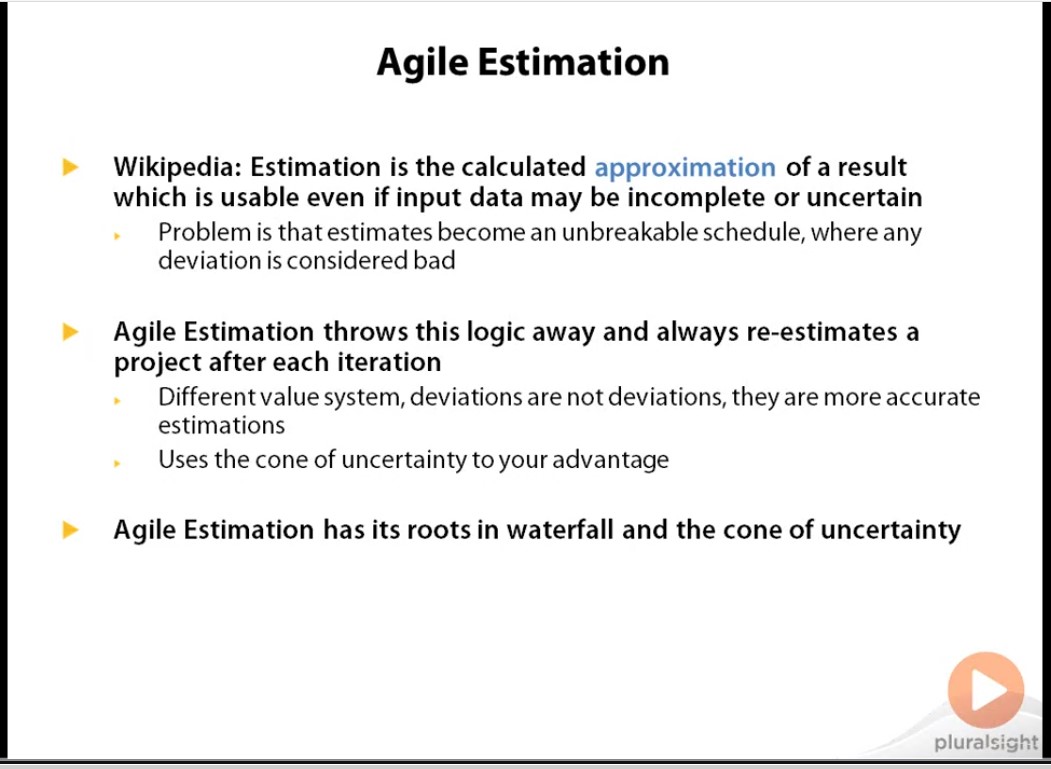 Agile Estimation
Wikipedia: Estimation is the calculated approximation of a result
which is usable even if input data may be incomplete or uncertain
Problem is that estimates become an unbreakable schedule, where any
deviation is considered bad
Agile Estimation throws this logic away and always re-estimates a
project after each iteration
Different value system, deviations are not deviations, they are more accurate
estimations
Uses the cone of uncertainty to your advantage
Agile Estimation has its roots in waterfall and the cone of uncertainty
pluralsight